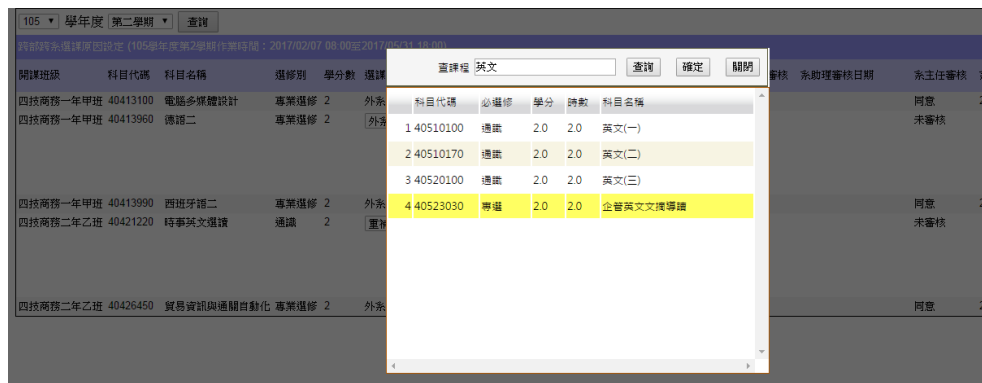 105 學年度 第二學期 查詢
跨部跨系選課原因設定 (105學年度第2學期作業時間：2017/02/07 08:00至2017/05/31 18:00)
查課程 英文 查詢 確定 關閉
開課班級 科目代碼 科目名稱 選修別 學分數 選課 審核 系助理審核日期 系主任審核
四技商務一年甲班 40413100 電腦多媒體設計 專業選修 2 外系 同意
四技商務一年甲班 40413960 德語二 專業選修 2 外系 未審核
四技商務一年甲班 40413990 西班牙語二 專業選修 2 外系 同意
四技商務二年乙班 40421220 時事英文選讀 通識 2 重補 未審核
四技商務二年乙班 40426450 貿易資訊與通關自動化 專業選修 2 外系 同意
科目代碼 必選修 學分 時數 科目名稱
1 40510100 通識 2.0 2.0 英文(一)
2 40510170 通識 2.0 2.0 英文(二)
3 40520100 通識 2.0 2.0 英文(三)
4 40523030 專選 2.0 2.0 企管英文文摘導讀